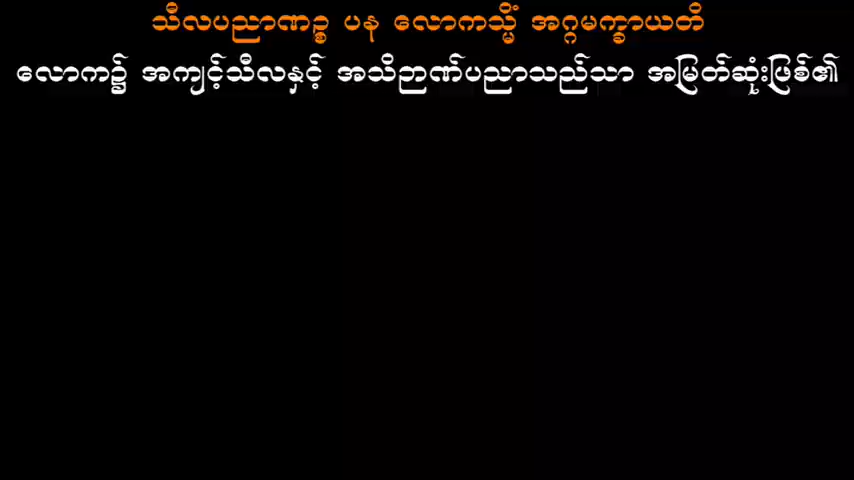 သီလပညာဏဉ္စ ပန လောကသ္မိံ အဂ္ဂမက္ခာယတိ
လောက၌ အကျင့်သီလနှင့် အသိဉာဏ်ပညာသည်သာ အမြတ်ဆုံးဖြစ်၏